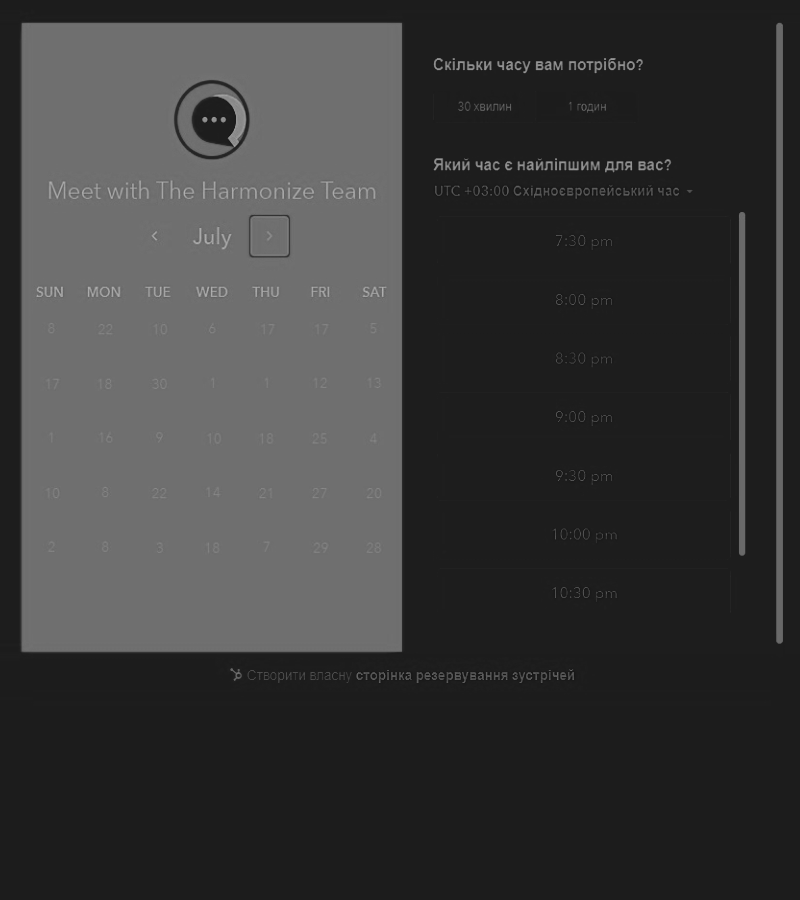 Meet with The Harmonize Team
July
SUN MON TUE WED THU FRI SAT
8 22 10 6 17 17 5
17 18 30 1 1 12 13
1 16 9 10 18 25 4
10 8 22 14 21 27 20
2 8 3 18 7 29 28
Скільки часу вам потрібно?
30 хвилин 1 годин
Який час є найліпшим для вас?
UTC +03:00 Східноєвропейський час
7:30 pm
8:00 pm
8:30 pm
9:00 pm
9:30 pm
10:00 pm
10:30 pm
Створити власну сторінка резервування зустрічей